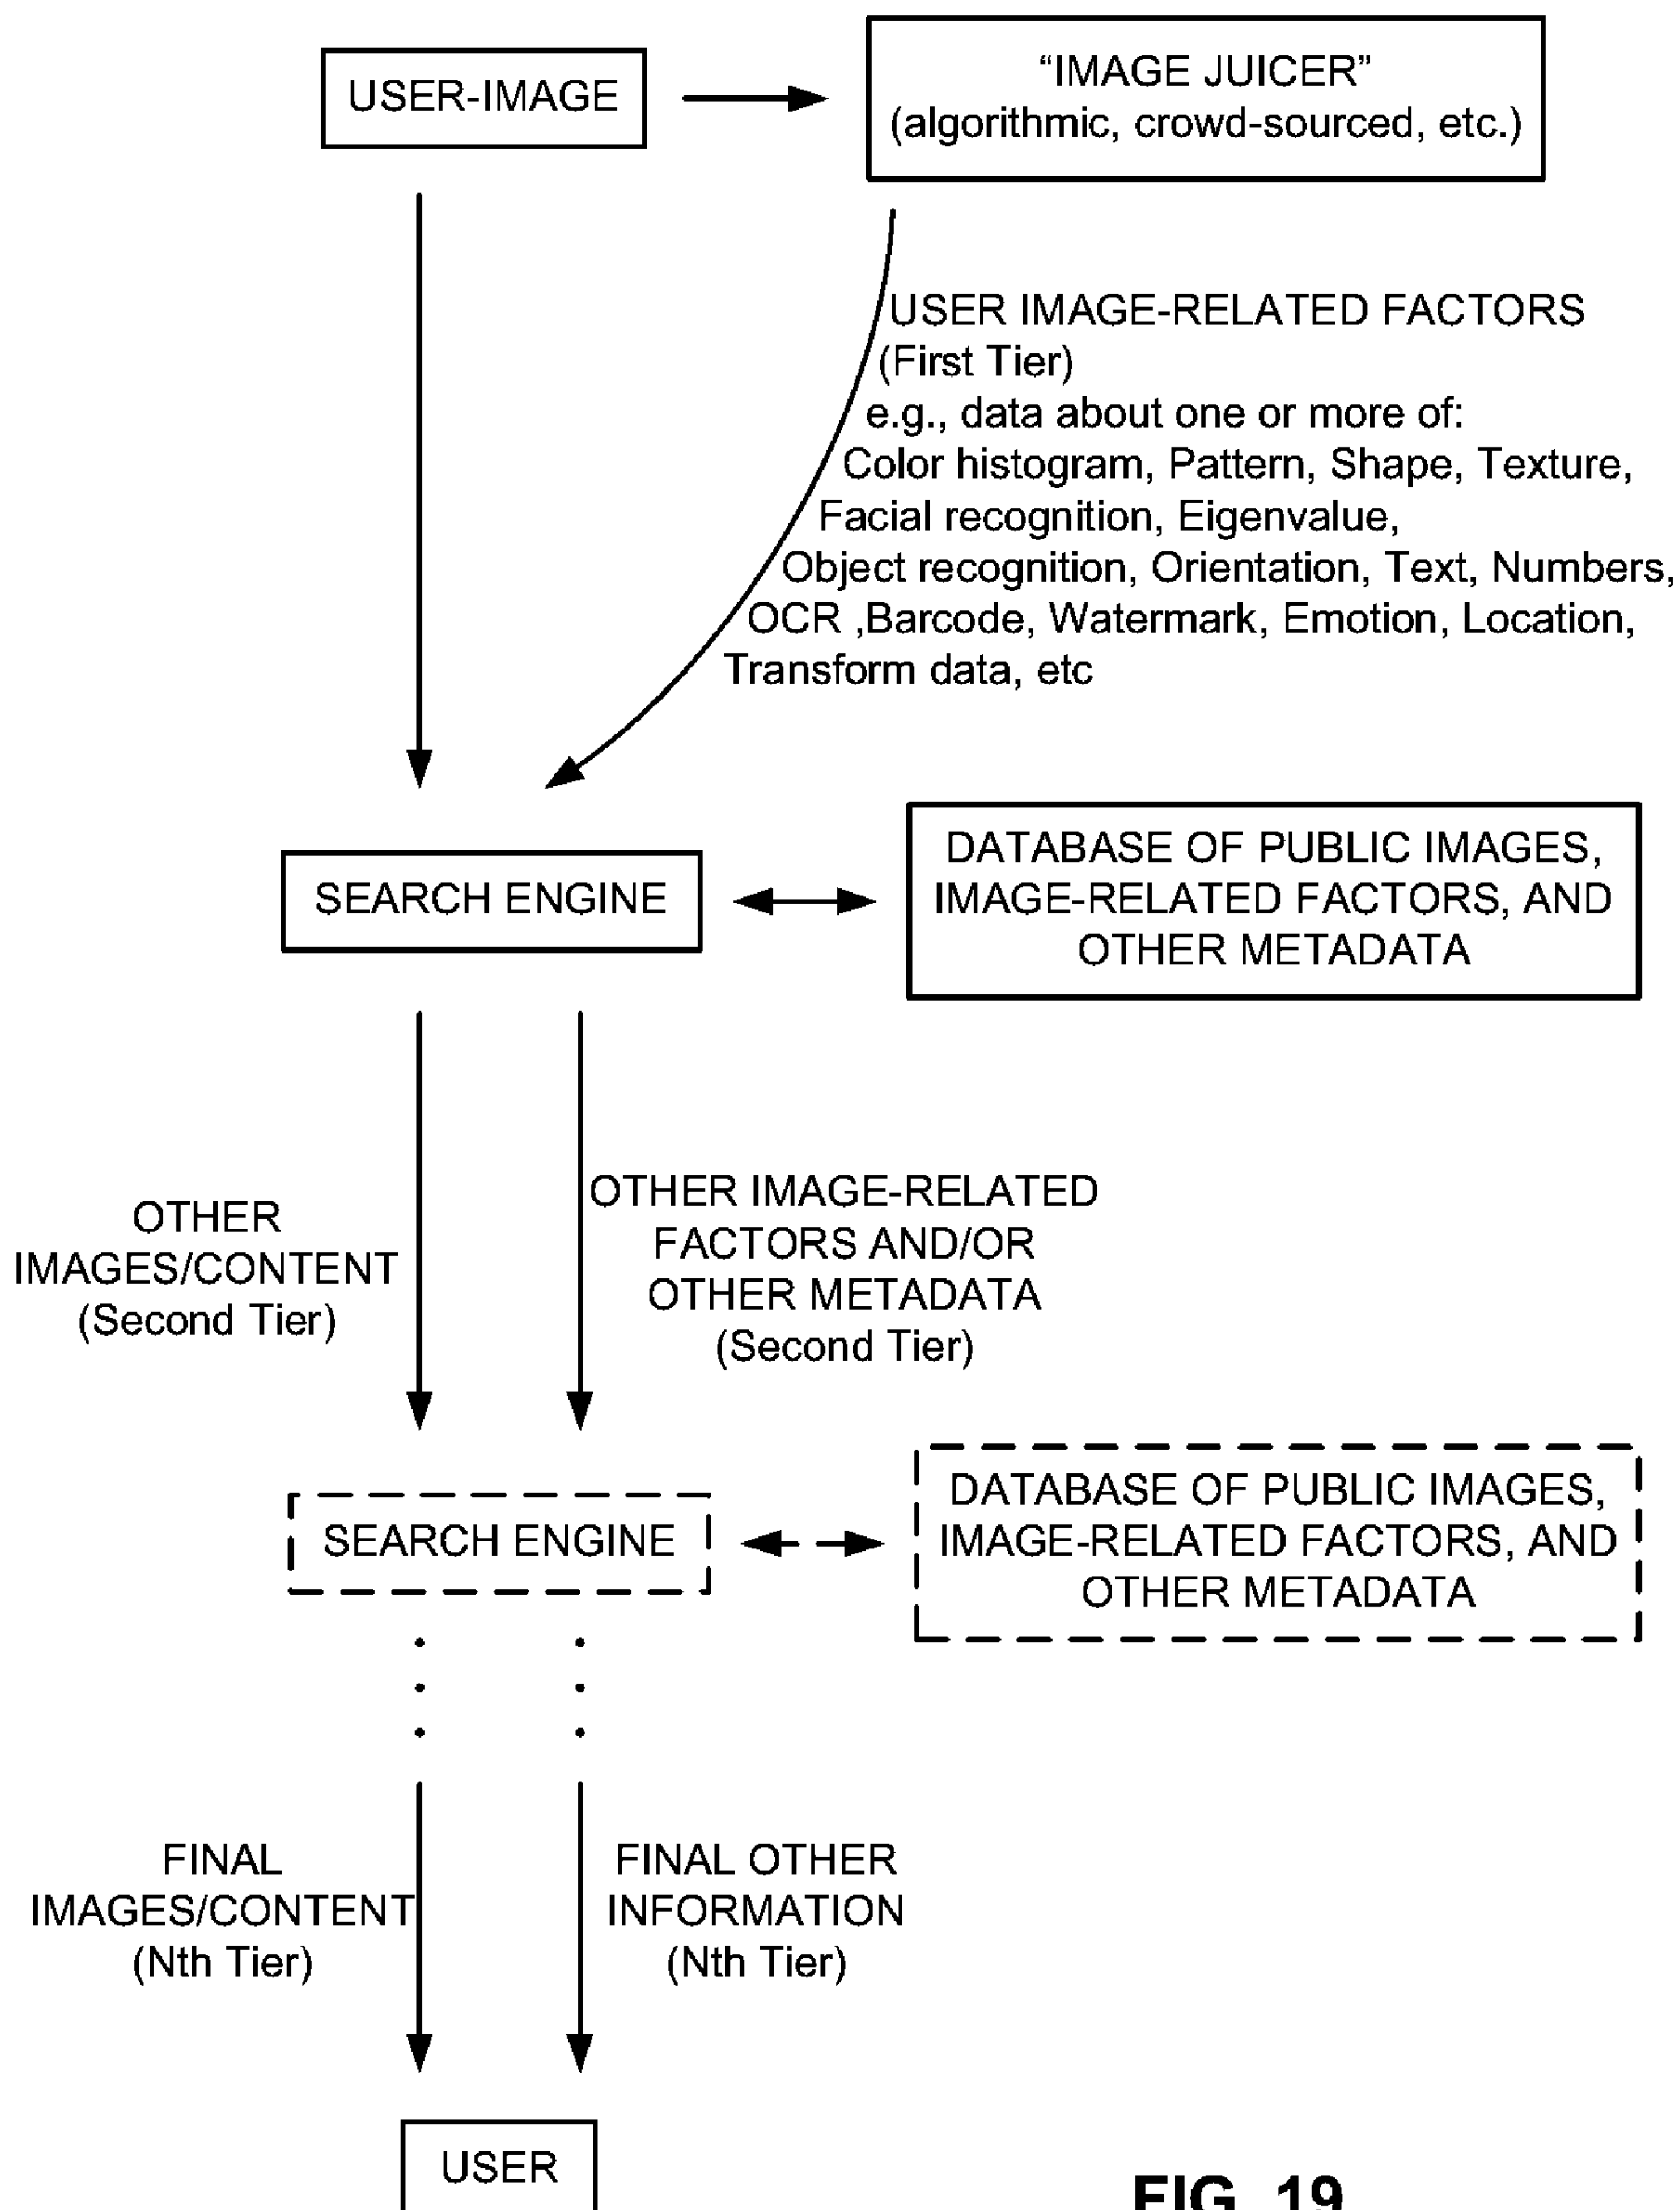 USER-IMAGE
“IMAGE JUICER”
(algorithmic, crowd-sourced, etc.)
USER IMAGE-RELATED FACTORS
(First Tier)
e.g., data about one or more of:
Color histogram, Pattern, Shape, Texture,
Facial recognition, Eigenvalue,
Object recognition, Orientation, Text, Numbers,
OCR ,Barcode, Watermark, Emotion, Location,
Transform data, etc
SEARCH ENGINE
DATABASE OF PUBLIC IMAGES,
IMAGE-RELATED FACTORS, AND
OTHER METADATA
OTHER
IMAGES/CONTENT
(Second Tier)
OTHER IMAGE-RELATED
FACTORS AND/OR
OTHER METADATA
(Second Tier)
SEARCH ENGINE
DATABASE OF PUBLIC IMAGES,
IMAGE-RELATED FACTORS, AND
OTHER METADATA
FINAL
IMAGES/CONTENT
(Nth Tier)
FINAL OTHER
INFORMATION
(Nth Tier)
USER
FIG. 19